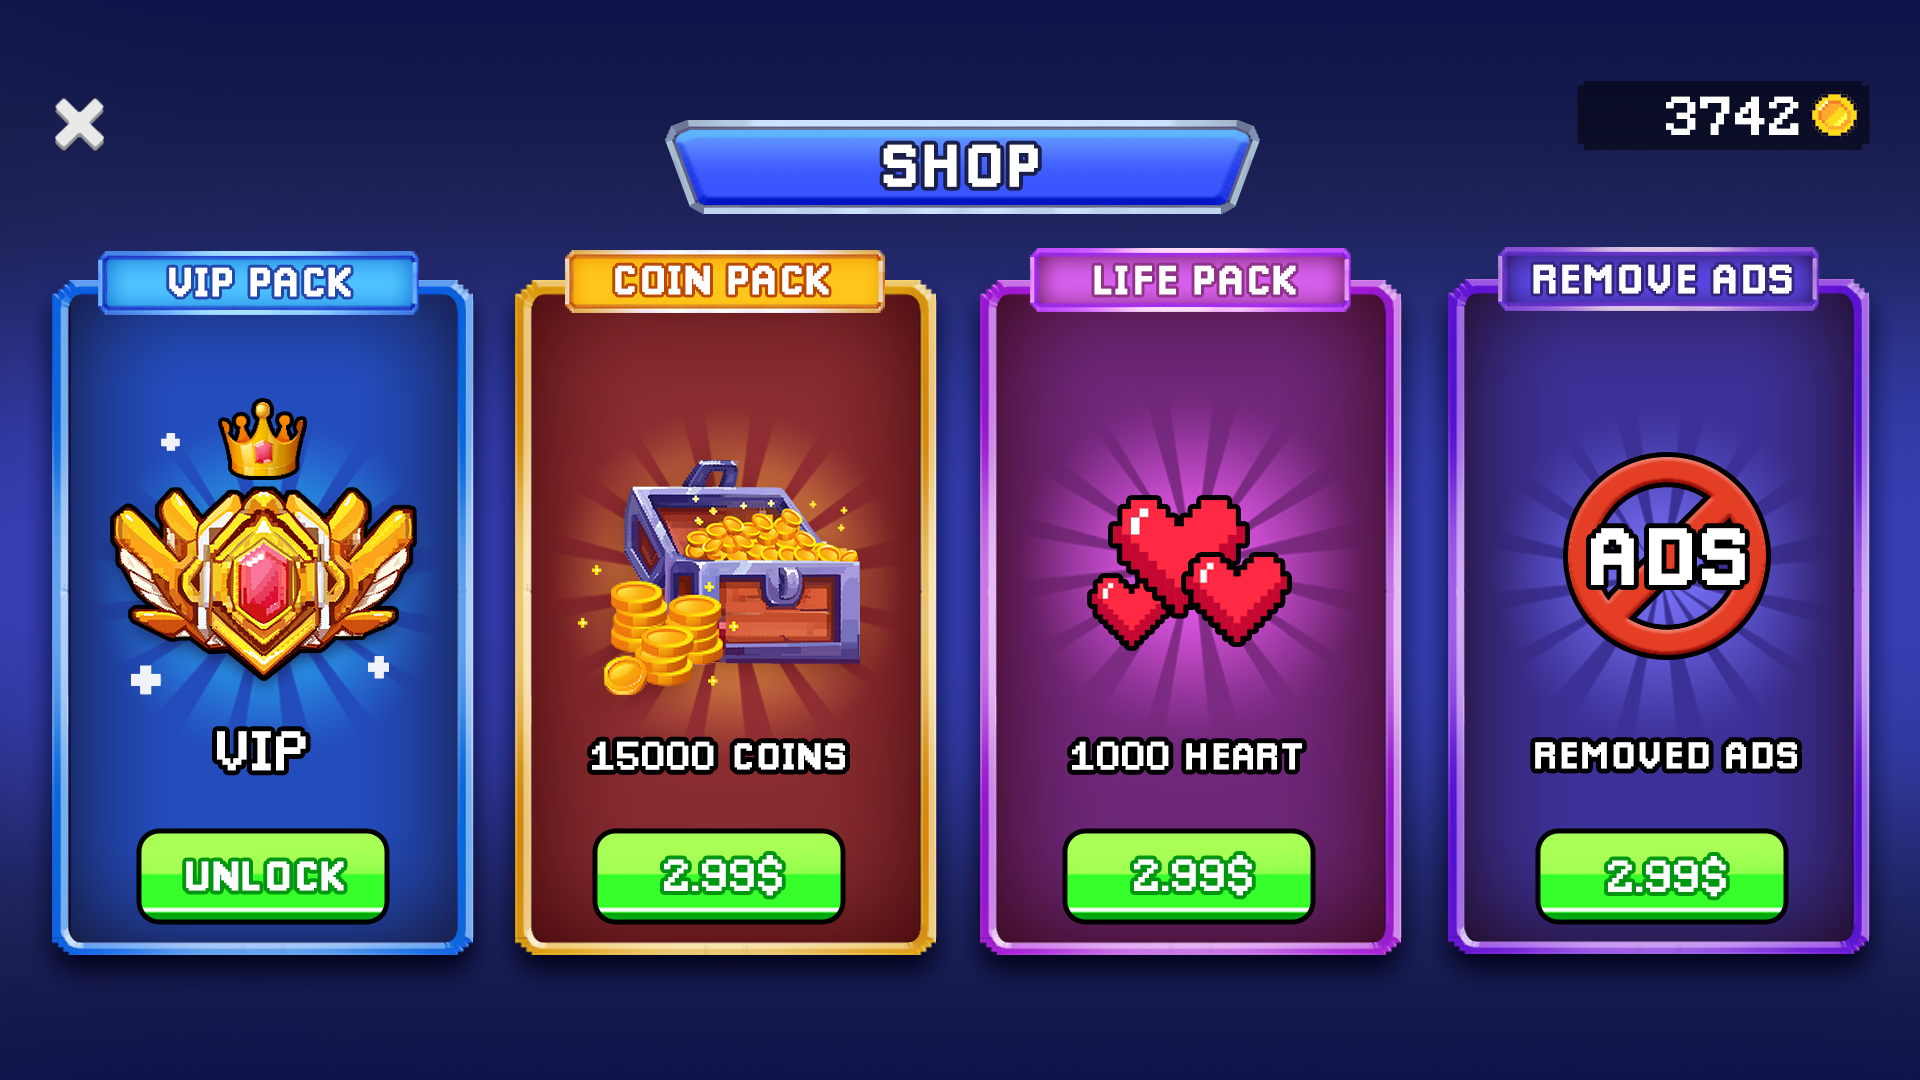 3742
SHOP
VIP PACK
COIN PACK
LIFE PACK
REMOVE ADS
ADS
VIP
15000 COINS
1000 HEART
REMOVED ADS
UNLOCK
2.99$
2.99$
2.99$